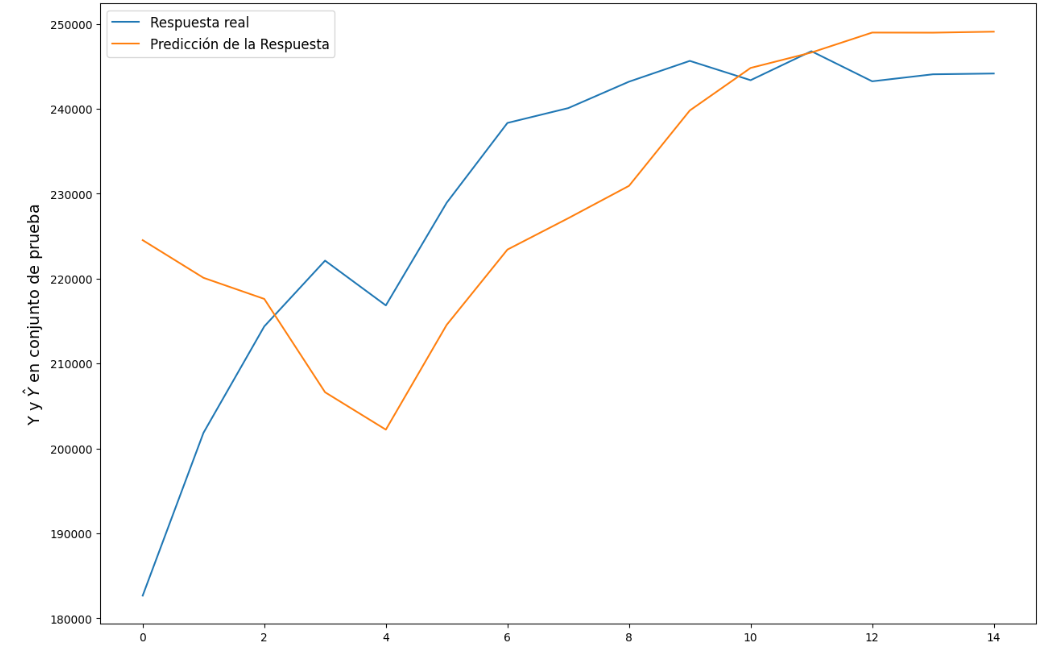 Respuesta real
Predicción de la Respuesta
250000
240000
230000
220000
210000
200000
190000
180000
Y y Ŷ en conjunto de prueba
0 2 4 6 8 10 12 14